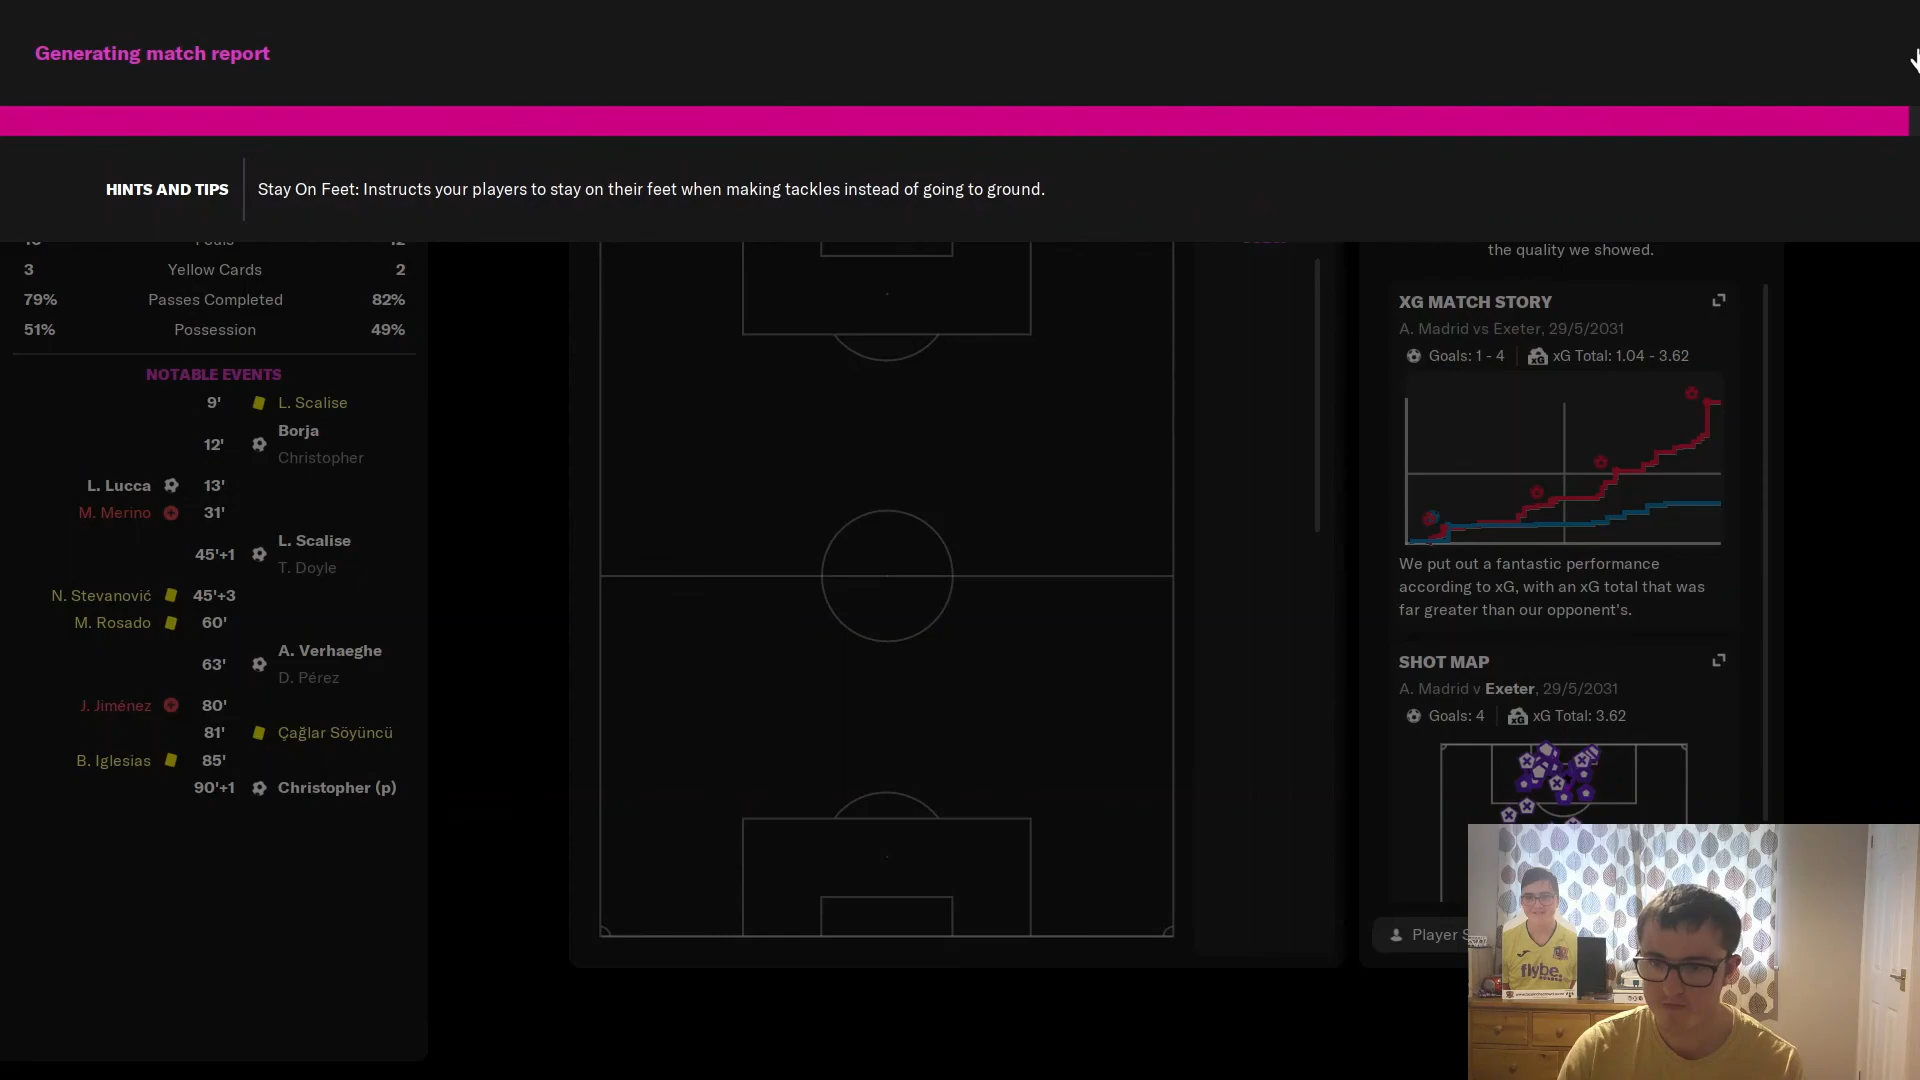 Generating match report
HINTS AND TIPS
Stay On Feet: Instructs your players to stay on their feet when making tackles instead of going to ground.
3 Yellow Cards 2
79% Passes Completed 82%
51% Possession 49%
NOTABLE EVENTS
9' L. Scalise
12' Borja
Christopher
L. Lucca 13'
M. Merino 31'
45'+1 L. Scalise
T. Doyle
N. Stevanović 45'+3
M. Rosado 60'
63' A. Verhaeghe
D. Pérez
J. Jiménez 80'
81' Çağlar Söyüncü
B. Iglesias 85'
90'+1 Christopher (p)
the quality we showed.
XG MATCH STORY
A. Madrid vs Exeter, 29/5/2031
Goals: 1 - 4 xG xG Total: 1.04 - 3.62
We put out a fantastic performance
according to xG, with an xG total that was
far greater than our opponent's.
SHOT MAP
A. Madrid v Exeter, 29/5/2031
Goals: 4 xG xG Total: 3.62
Player
flybe.